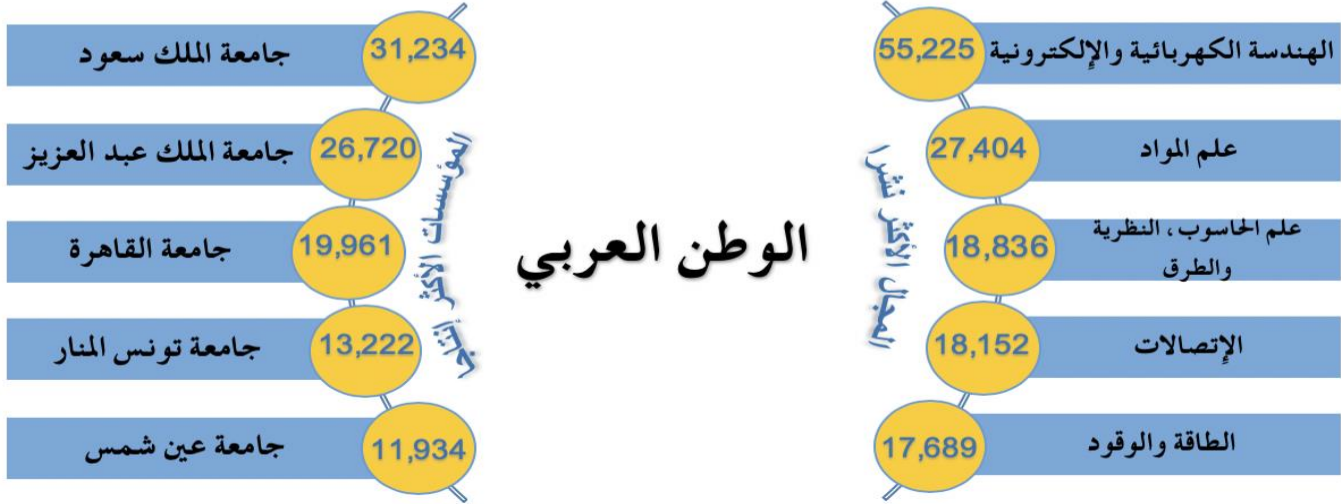 الوطن العربي
المجال الأكثر نشرا
الهندسة الكهربائية والإلكترونية 55,225
علم المواد 27,404
علم الحاسوب، النظرية
والطرق
18,836
الإتصالات 18,152
الطاقة والوقود 17,689
المؤسسات الأكثر إنتاجا
31,234 جامعة الملك سعود
26,720 جامعة الملك عبد العزيز
19,961 جامعة القاهرة
13,222 جامعة تونس المنار
11,934 جامعة عين شمس